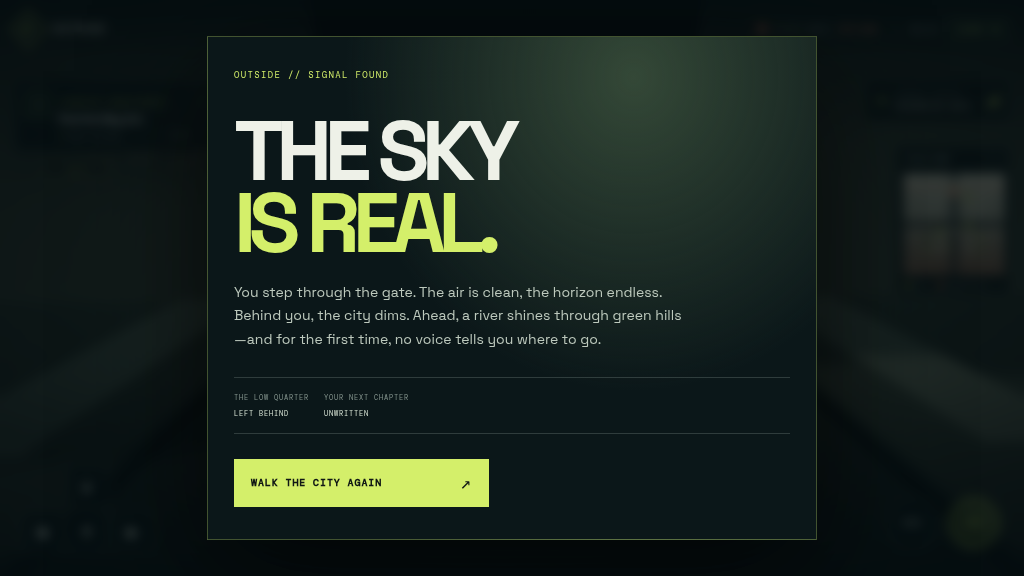 OUTSIDE // SIGNAL FOUND
THE SKY
IS REAL.
You step through the gate. The air is clean, the horizon endless.
Behind you, the city dims. Ahead, a river shines through green hills
—and for the first time, no voice tells you where to go.
THE LOW QUARTER YOUR NEXT CHAPTER
LEFT BEHIND UNWRITTEN
WALK THE CITY AGAIN ↗